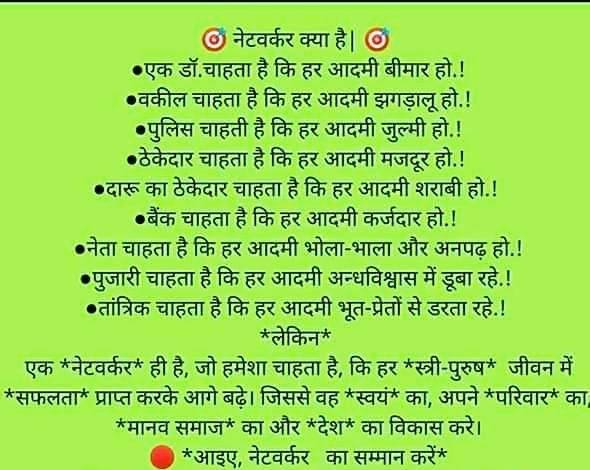 🎯 नेटवर्कर क्या है| 🎯
●एक डॉ.चाहता है कि हर आदमी बीमार हो.!
●वकील चाहता है कि हर आदमी झगड़ालू हो.!
●पुलिस चाहती है कि हर आदमी जुल्मी हो.!
●ठेकेदार चाहता है कि हर आदमी मजदूर हो.!
●दारू का ठेकेदार चाहता है कि हर आदमी शराबी हो.!
●बैंक चाहता है कि हर आदमी कर्जदार हो.!
●नेता चाहता है कि हर आदमी भोला-भाला और अनपढ़ हो.!
●पुजारी चाहता है कि हर आदमी अन्धविश्वास में डूबा रहे.!
●तांत्रिक चाहता है कि हर आदमी भूत-प्रेतों से डरता रहे.!
*लेकिन*
एक *नेटवर्कर* ही है, जो हमेशा चाहता है, कि हर *स्त्री-पुरुष* जीवन में
*सफलता* प्राप्त करके आगे बढ़े। जिससे वह *स्वयं* का, अपने *परिवार* का,
*मानव समाज* का और *देश* का विकास करे।
🔴 *आइए, नेटवर्कर का सम्मान करें*